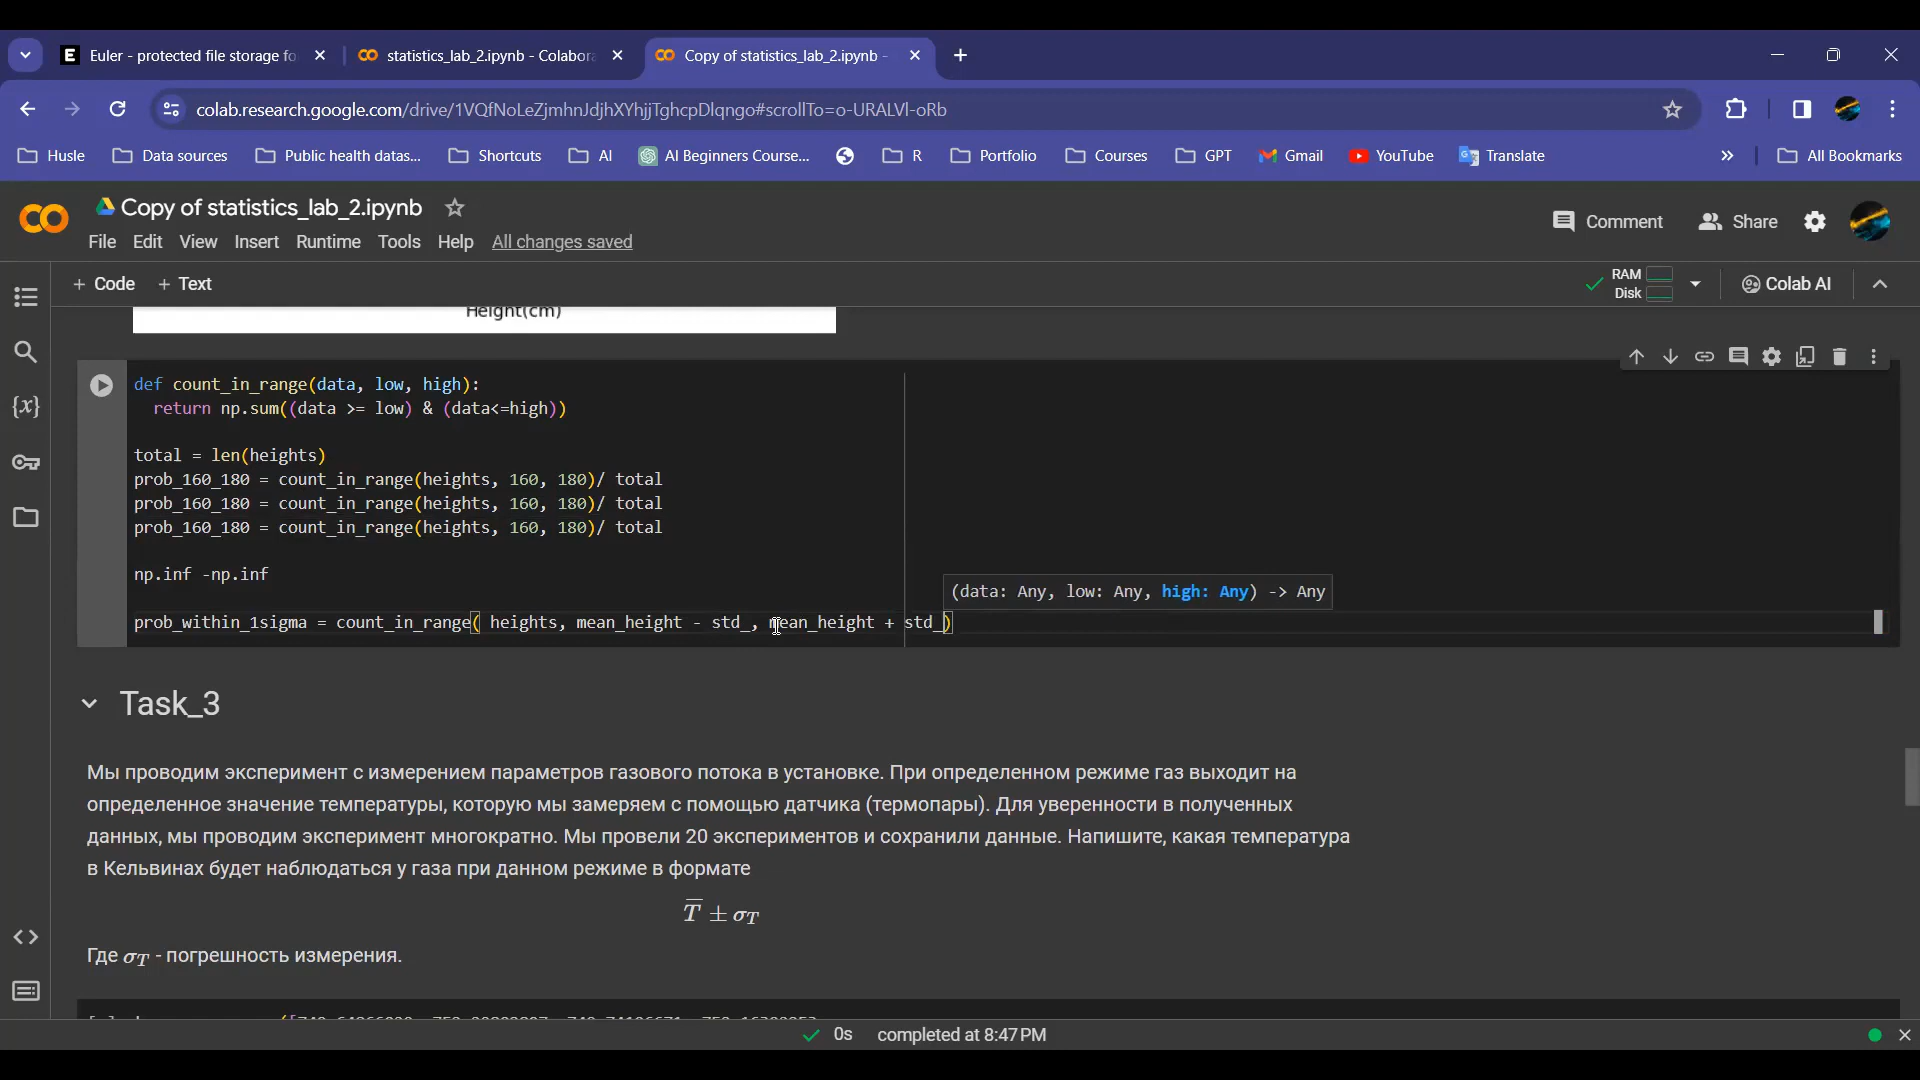 Euler - protected file storage fo
statistics_lab_2.ipynb - Colabora
Copy of statistics_lab_2.ipynb -
colab.research.google.com/drive/1VQfNoLeZjmhnJdjhXYhjjTghcpDlqngo#scrollTo=o-URALVl-oRb
Husle
Data sources
Public health datas...
Shortcuts
AI
AI Beginners Course...
R
Portfolio
Courses
GPT
Gmail
YouTube
Translate
All Bookmarks
Copy of statistics_lab_2.ipynb
Comment
Share
File Edit View Insert Runtime Tools Help All changes saved
+ Code + Text
RAM
Disk
Colab AI
Height(cm)
def count_in_range(data, low, high):
return np.sum((data >= low) & (data<=high))
total = len(heights)
prob_160_180 = count_in_range(heights, 160, 180)/ total
prob_160_180 = count_in_range(heights, 160, 180)/ total
prob_160_180 = count_in_range(heights, 160, 180)/ total
np.inf -np.inf
(data: Any, low: Any, high: Any) -> Any
prob_within_1sigma = count_in_range( heights, mean_height - std_, mean_height + std_)
Task_3
Мы проводим эксперимент с измерением параметров газового потока в установке. При определенном режиме газ выходит на
определенное значение температуры, которую мы замеряем с помощью датчика (термопары). Для уверенности в полученных
данных, мы проводим эксперимент многократно. Мы провели 20 экспериментов и сохранили данные. Напишите, какая температура
в Кельвинах будет наблюдаться у газа при данном режиме в формате
T̅ ± σT
Где σT - погрешность измерения.
0s completed at 8:47 PM